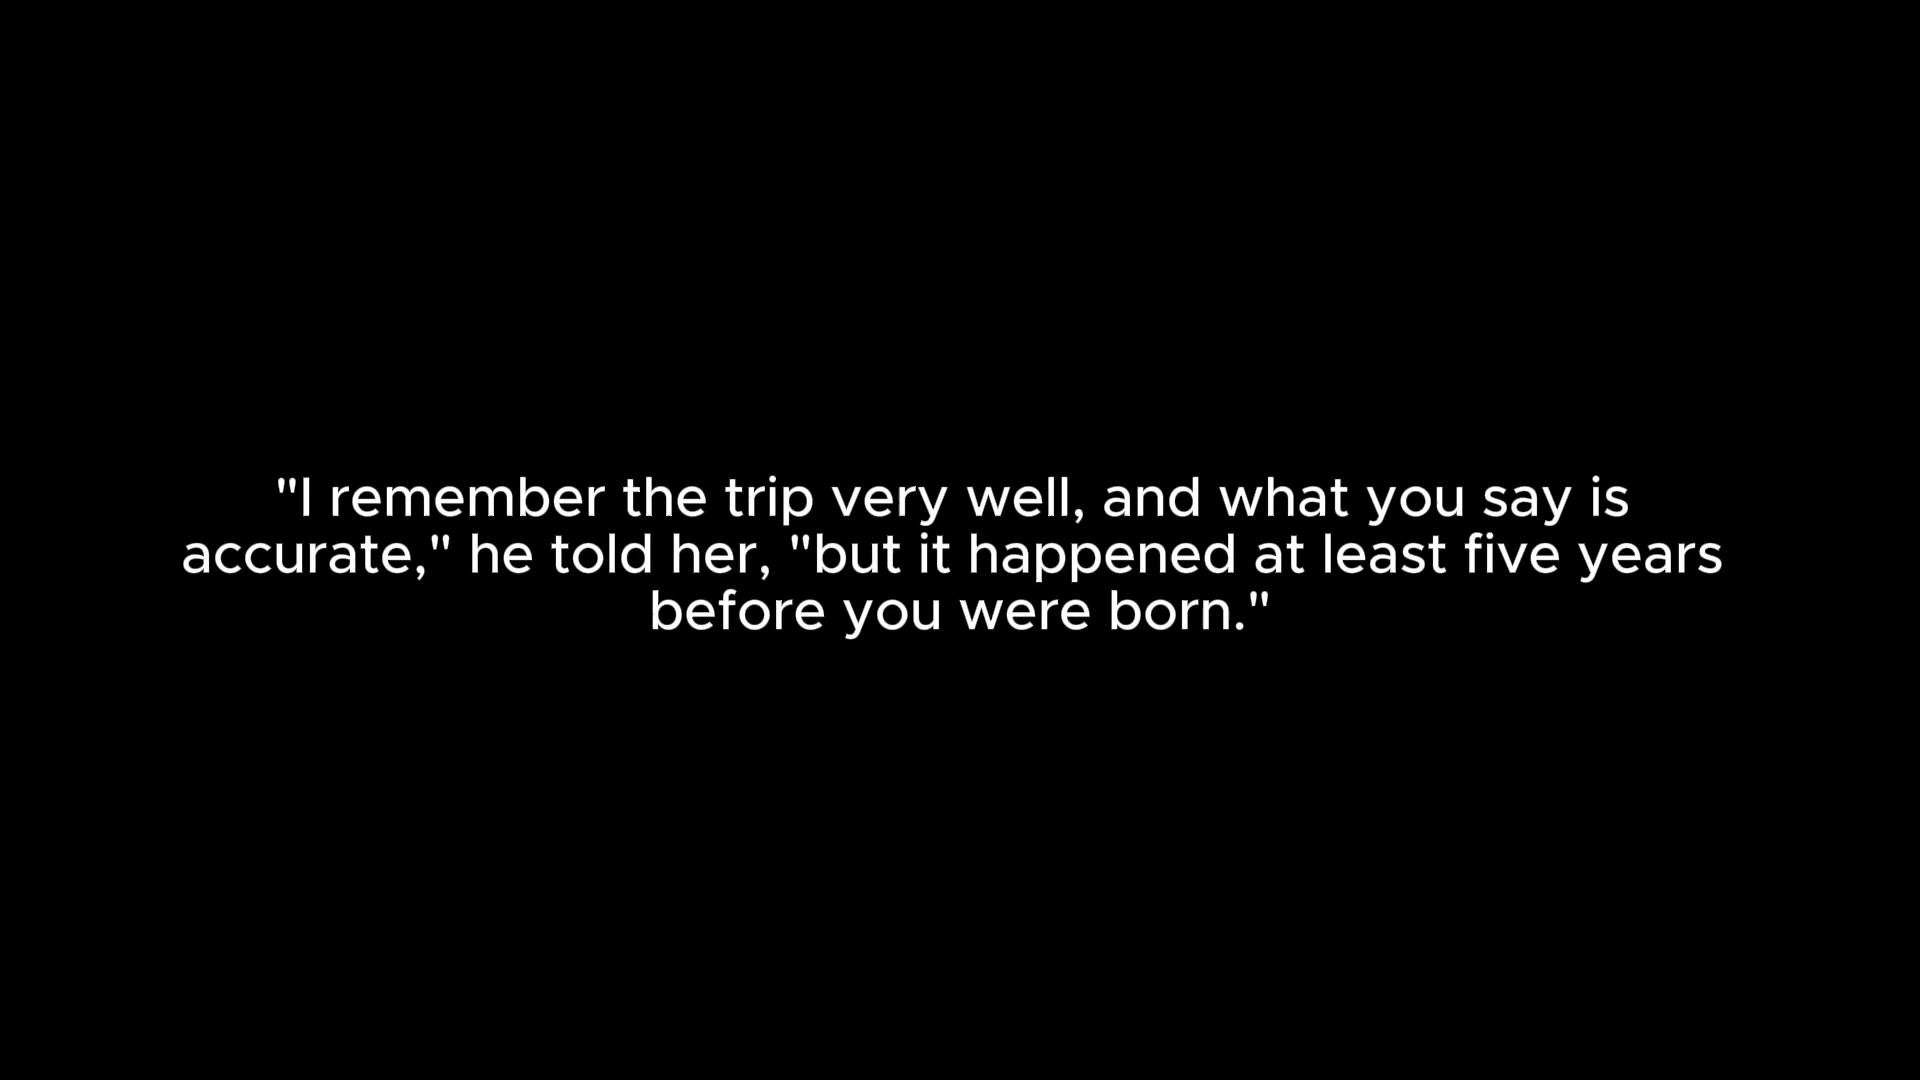 "I remember the trip very well, and what you say is
accurate," he told her, "but it happened at least five years
before you were born."